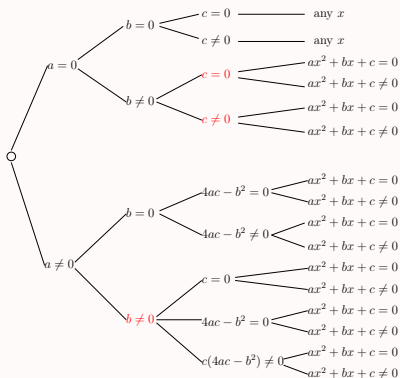 c = 0
any x
b = 0
c ≠ 0
any x
a = 0
ax² + bx + c = 0
c = 0
ax² + bx + c ≠ 0
b ≠ 0
ax² + bx + c = 0
c ≠ 0
ax² + bx + c ≠ 0
ax² + bx + c = 0
4ac − b² = 0
ax² + bx + c ≠ 0
b = 0
ax² + bx + c = 0
4ac − b² ≠ 0
ax² + bx + c ≠ 0
a ≠ 0
ax² + bx + c = 0
c = 0
ax² + bx + c ≠ 0
b ≠ 0
ax² + bx + c = 0
4ac − b² = 0
ax² + bx + c ≠ 0
ax² + bx + c = 0
c(4ac − b²) ≠ 0
ax² + bx + c ≠ 0